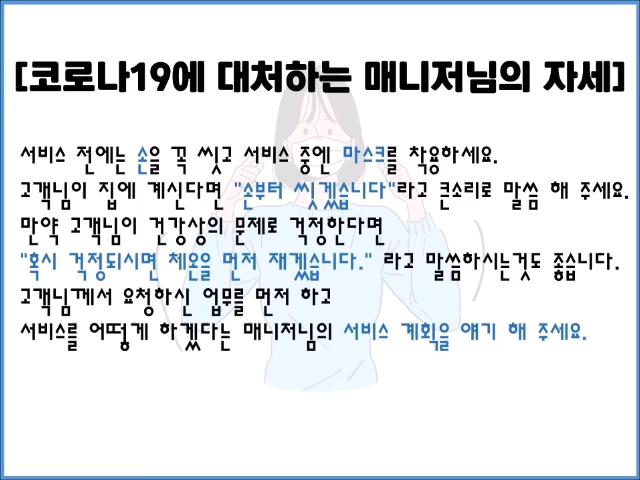 [코로나19에 대처하는 매니저님의 자세]
서비스 전에는 손을 꼭 씻고 서비스 중엔 마스크를 착용하세요.
고객님이 집에 계신다면 "손부터 씻겠습니다"라고 큰소리로 말씀 해 주세요.
만약 고객님이 건강상의 문제로 걱정한다면
"혹시 걱정되시면 체온을 먼저 재겠습니다." 라고 말씀하시는것도 좋습니다.
고객님께서 요청하신 업무를 먼저 하고
서비스를 어떻게 하겠다는 매니저님의 서비스 계획을 얘기 해 주세요.